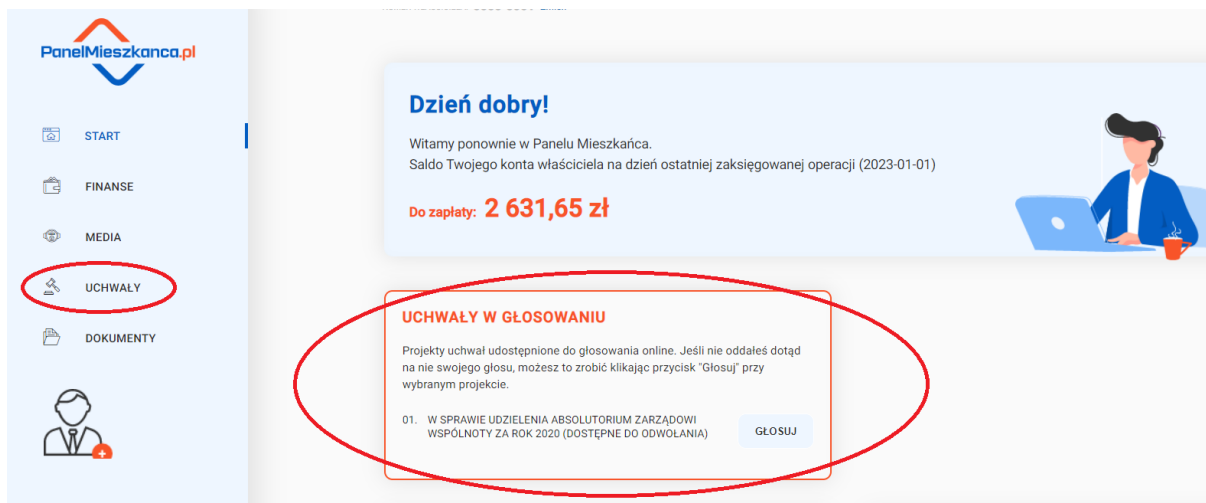 PanelMieszkanca.pl
START
FINANSE
MEDIA
UCHWAŁY
DOKUMENTY
Dzień dobry!
Witamy ponownie w Panelu Mieszkańca.
Saldo Twojego konta właściciela na dzień ostatniej zaksięgowanej operacji (2023-01-01)
Do zapłaty: 2 631,65 zł
UCHWAŁY W GŁOSOWANIU
Projekty uchwał udostępnione do głosowania online. Jeśli nie oddałeś dotąd
na nie swojego głosu, możesz to zrobić klikając przycisk "Głosuj" przy
wybranym projekcie.
01. W SPRAWIE UDZIELENIA ABSOLUTORIUM ZARZĄDOWI
WSPÓLNOTY ZA ROK 2020 (DOSTĘPNE DO ODWOŁANIA)
GŁOSUJ